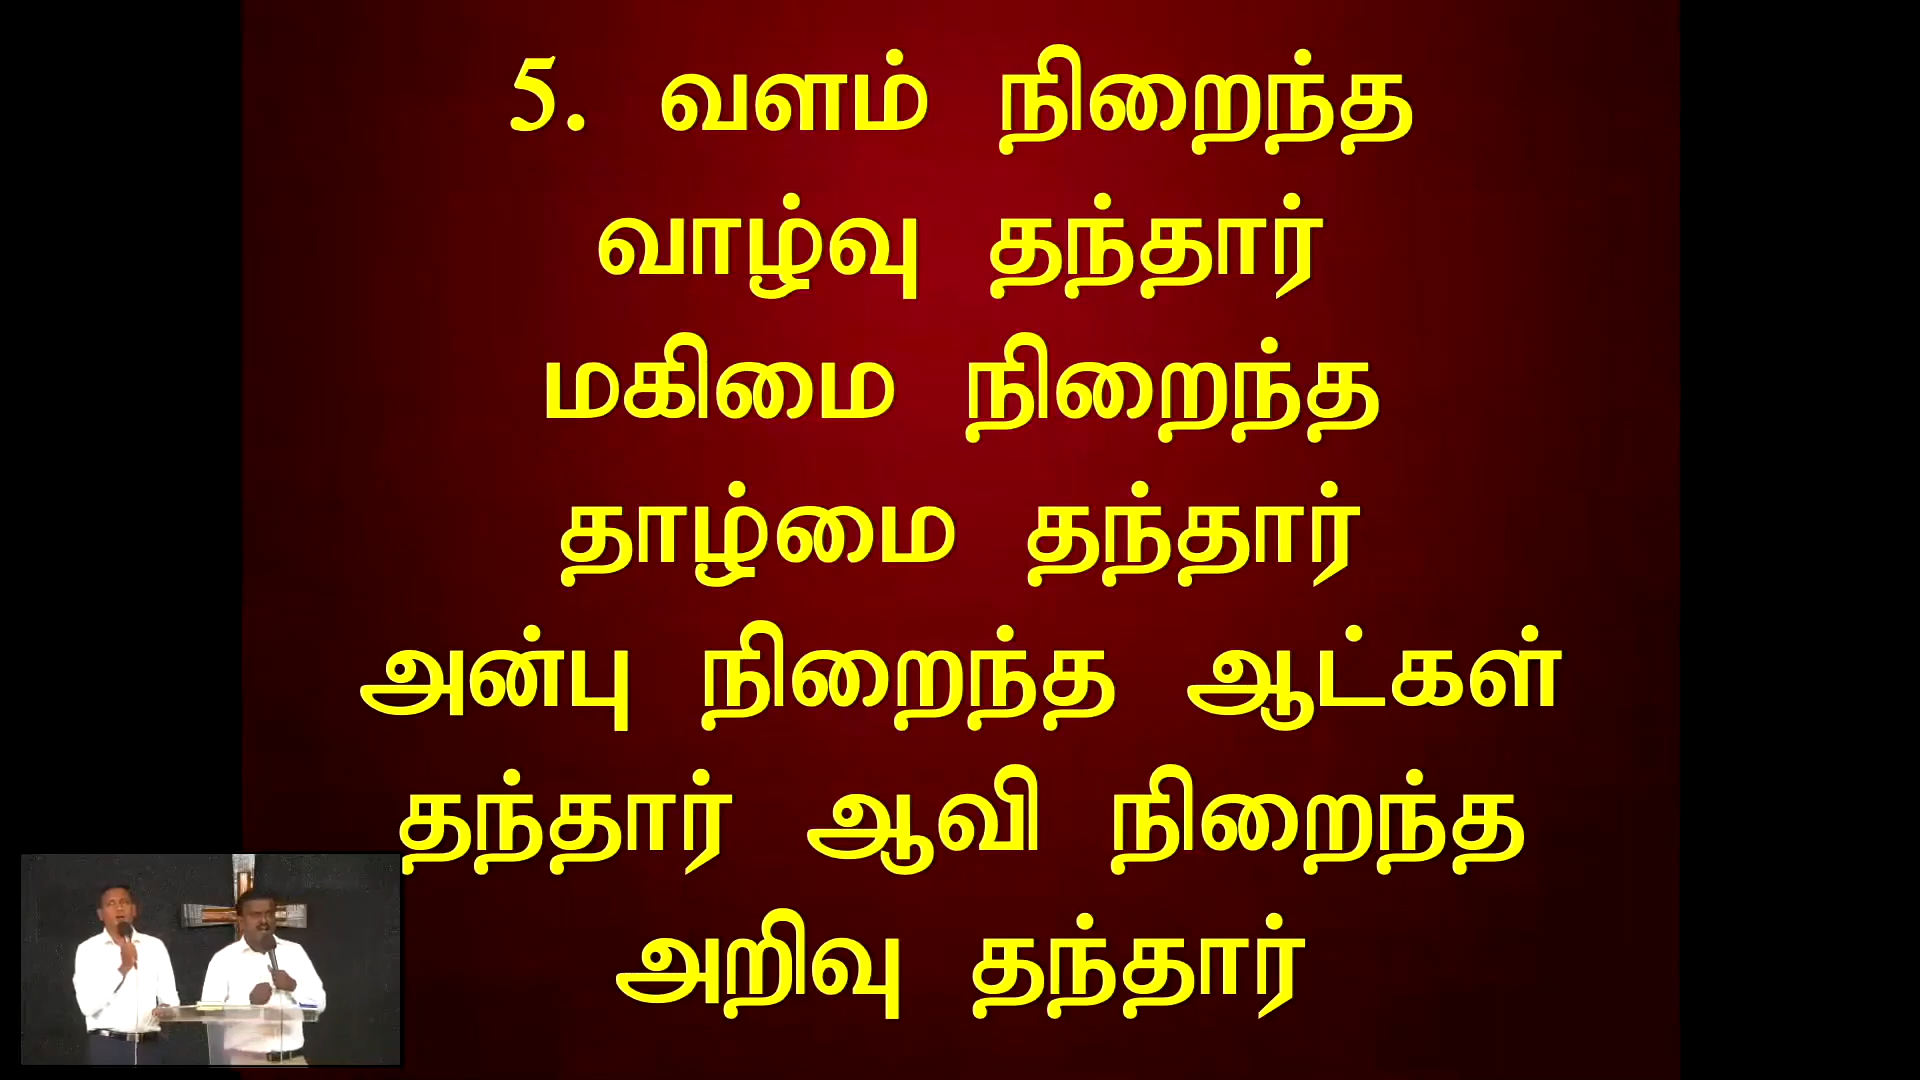 5. வளம் நிறைந்த
வாழ்வு தந்தார்
மகிமை நிறைந்த
தாழ்மை தந்தார்
அன்பு நிறைந்த ஆட்கள்
தந்தார் ஆவி நிறைந்த
அறிவு தந்தார்